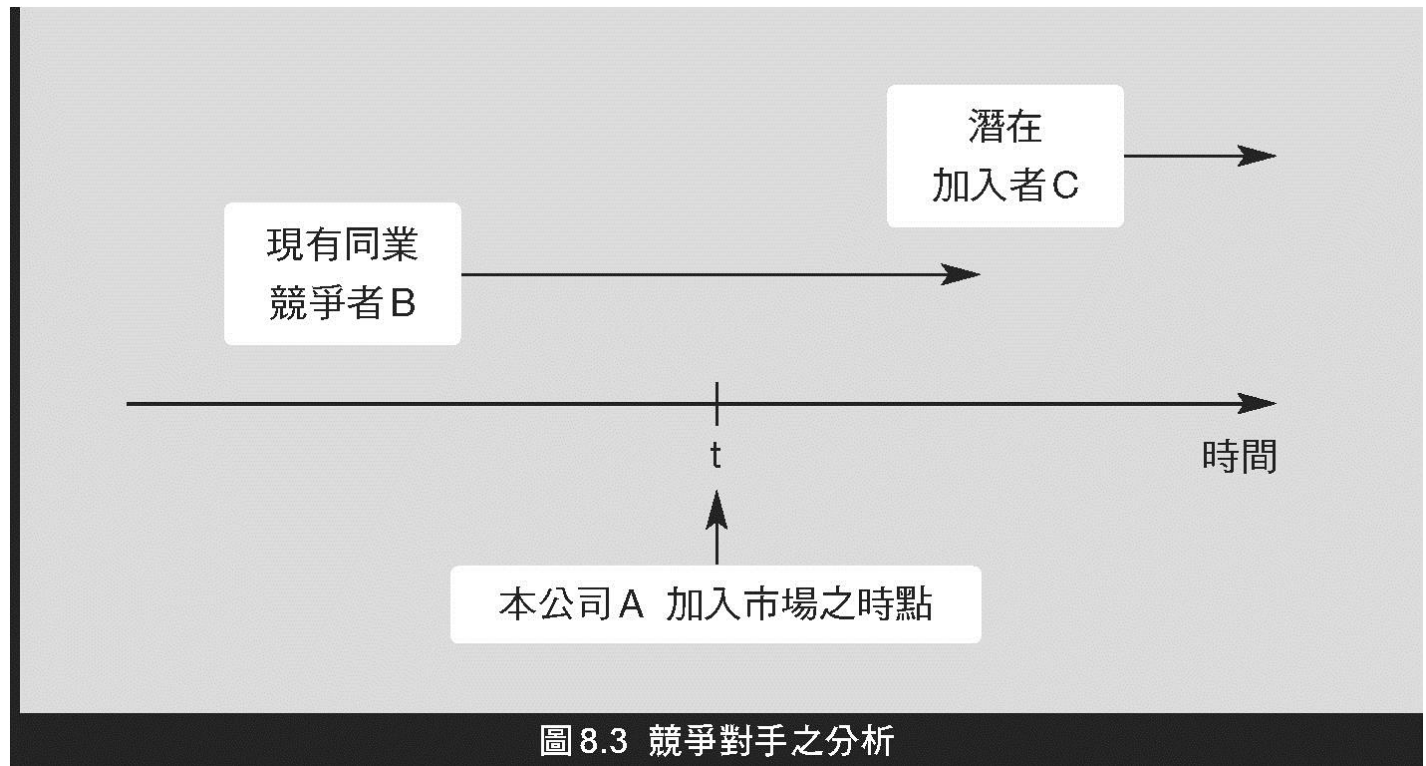 潛在
加入者C
現有同業
競爭者B
t
時間
本公司A 加入市場之時點
圖8.3 競爭對手之分析